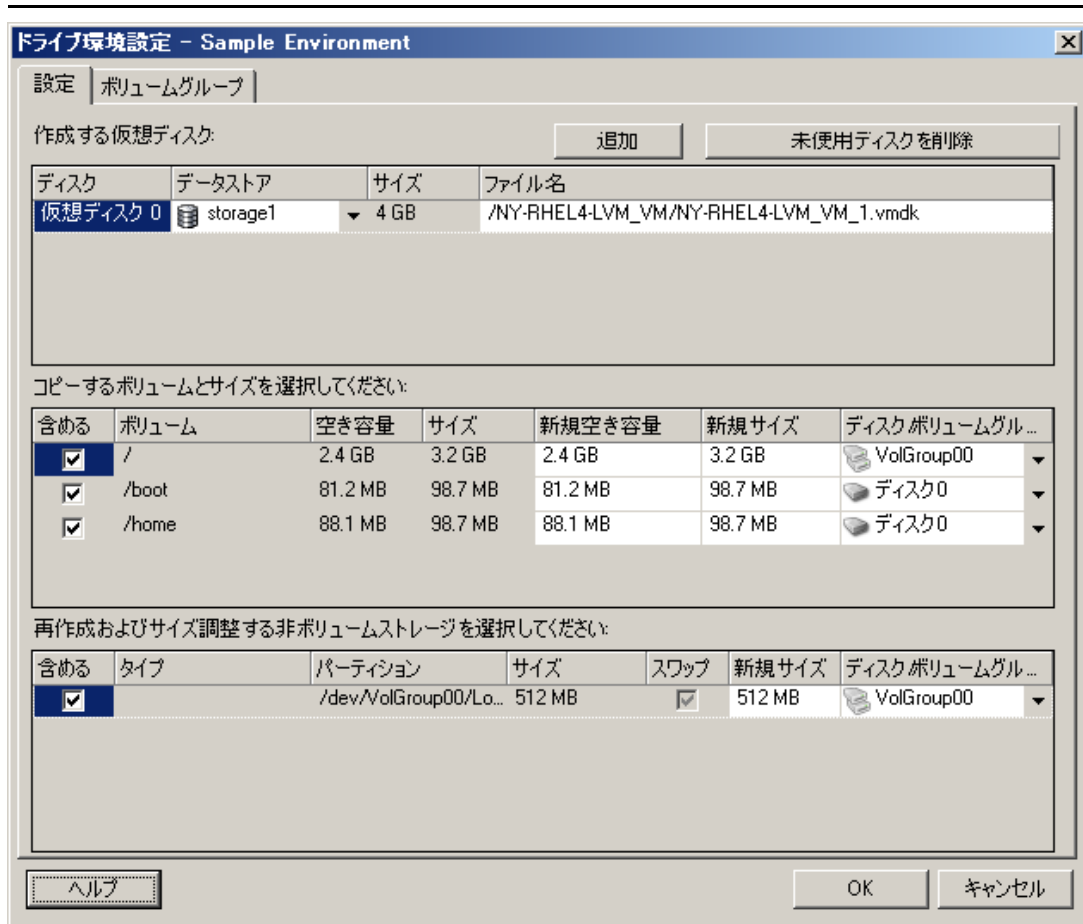 ドライブ環境設定 - Sample Environment
設定 ボリュームグループ
作成する仮想ディスク: 追加 未使用ディスクを削除
ディスク データストア サイズ ファイル名
仮想ディスク 0 storage1 4 GB /NY-RHEL4-LVM_VM/NY-RHEL4-LVM_VM_1.vmdk
コピーするボリュームとサイズを選択してください:
含める ボリューム 空き容量 サイズ 新規空き容量 新規サイズ ディスク/ボリュームグル...
/ 2.4 GB 3.2 GB 2.4 GB 3.2 GB VolGroup00
/boot 81.2 MB 98.7 MB 81.2 MB 98.7 MB ディスク0
/home 88.1 MB 98.7 MB 88.1 MB 98.7 MB ディスク0
再作成およびサイズ調整する非ボリュームストレージを選択してください:
含める タイプ パーティション サイズ スワップ 新規サイズ ディスク/ボリュームグル...
/dev/VolGroup00/Lo... 512 MB 512 MB VolGroup00
ヘルプ OK キャンセル